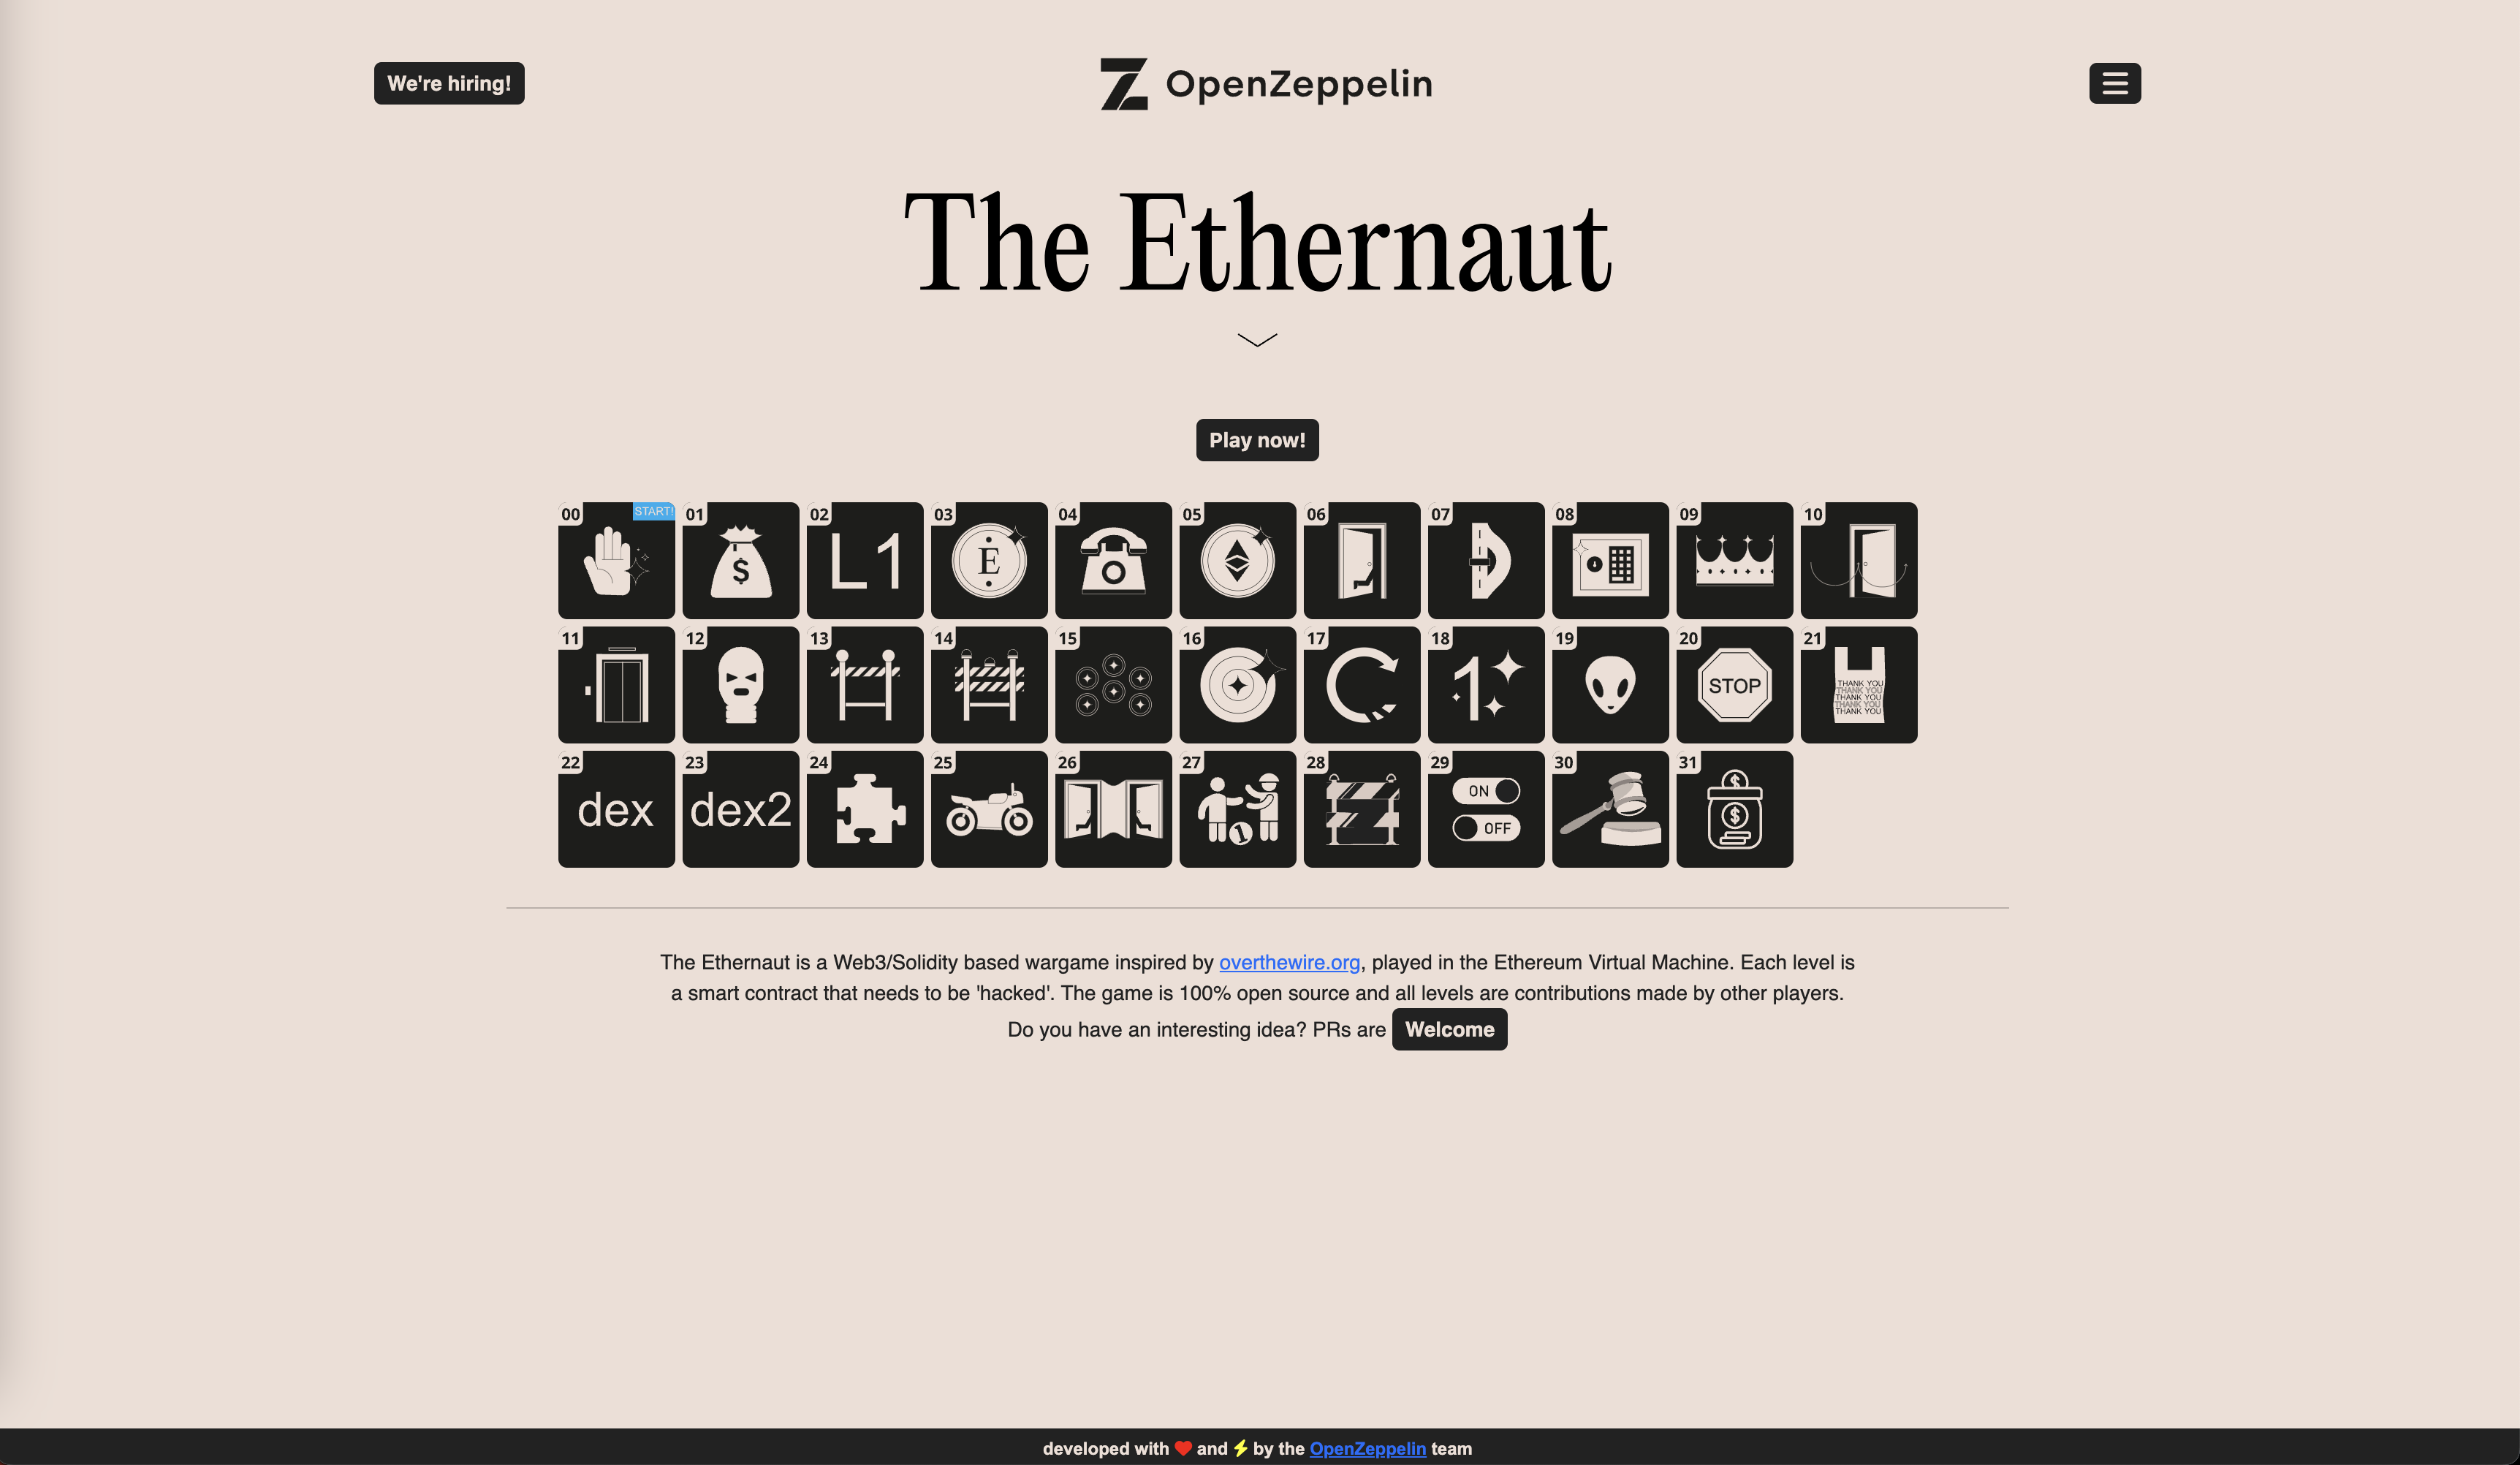 We're hiring!
OpenZeppelin
The Ethernaut
Play now!
00 START! 01 02 03 04 05 06 07 08 09 10
$ L1 E
11 12 13 14 15 16 17 18 19 20 21
1 STOP
THANK YOU
THANK YOU
THANK YOU
THANK YOU
THANK YOU
22 23 24 25 26 27 28 29 30 31
dex dex2 1 ON $
OFF $
The Ethernaut is a Web3/Solidity based wargame inspired by overthewire.org, played in the Ethereum Virtual Machine. Each level is
a smart contract that needs to be 'hacked'. The game is 100% open source and all levels are contributions made by other players.
Do you have an interesting idea? PRs are Welcome
developed with ❤️ and ⚡ by the OpenZeppelin team